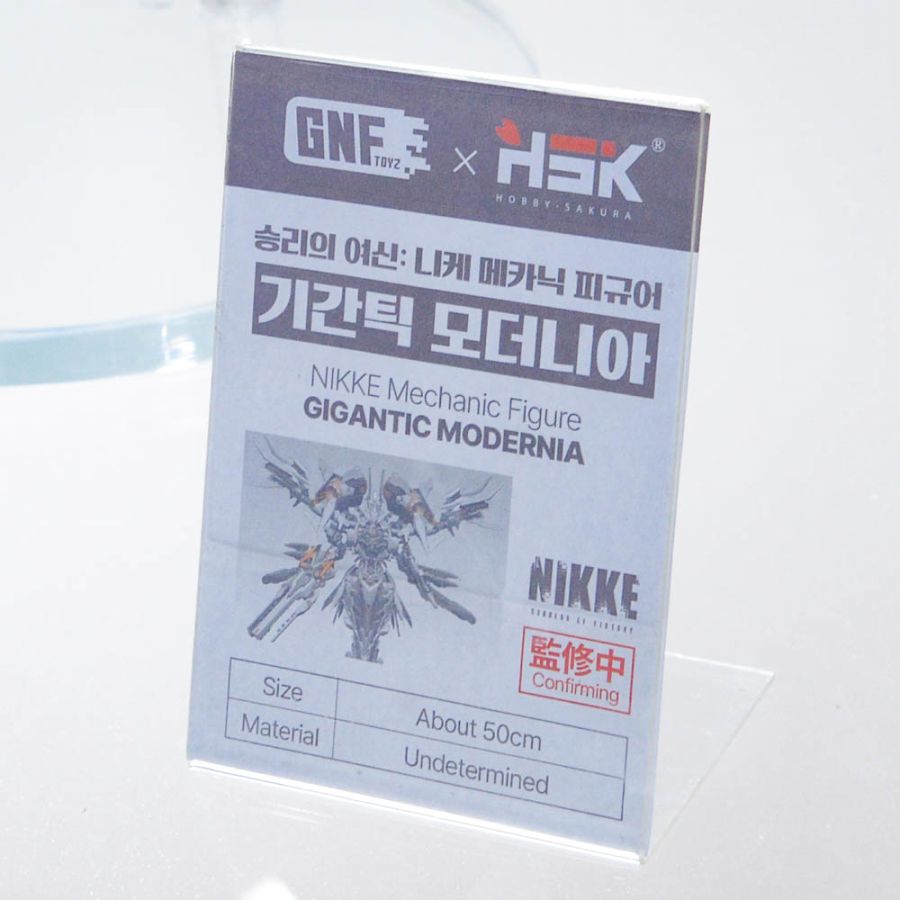 GNF TOYZ × HSK®
HOBBY·SAKURA
승리의 여신: 니케 메카닉 피규어
기간틱 모더니아
NIKKE Mechanic Figure
GIGANTIC MODERNIA
NIKKE
GODDESS OF VICTORY
監修中
Confirming
Size About 50cm
Material Undetermined